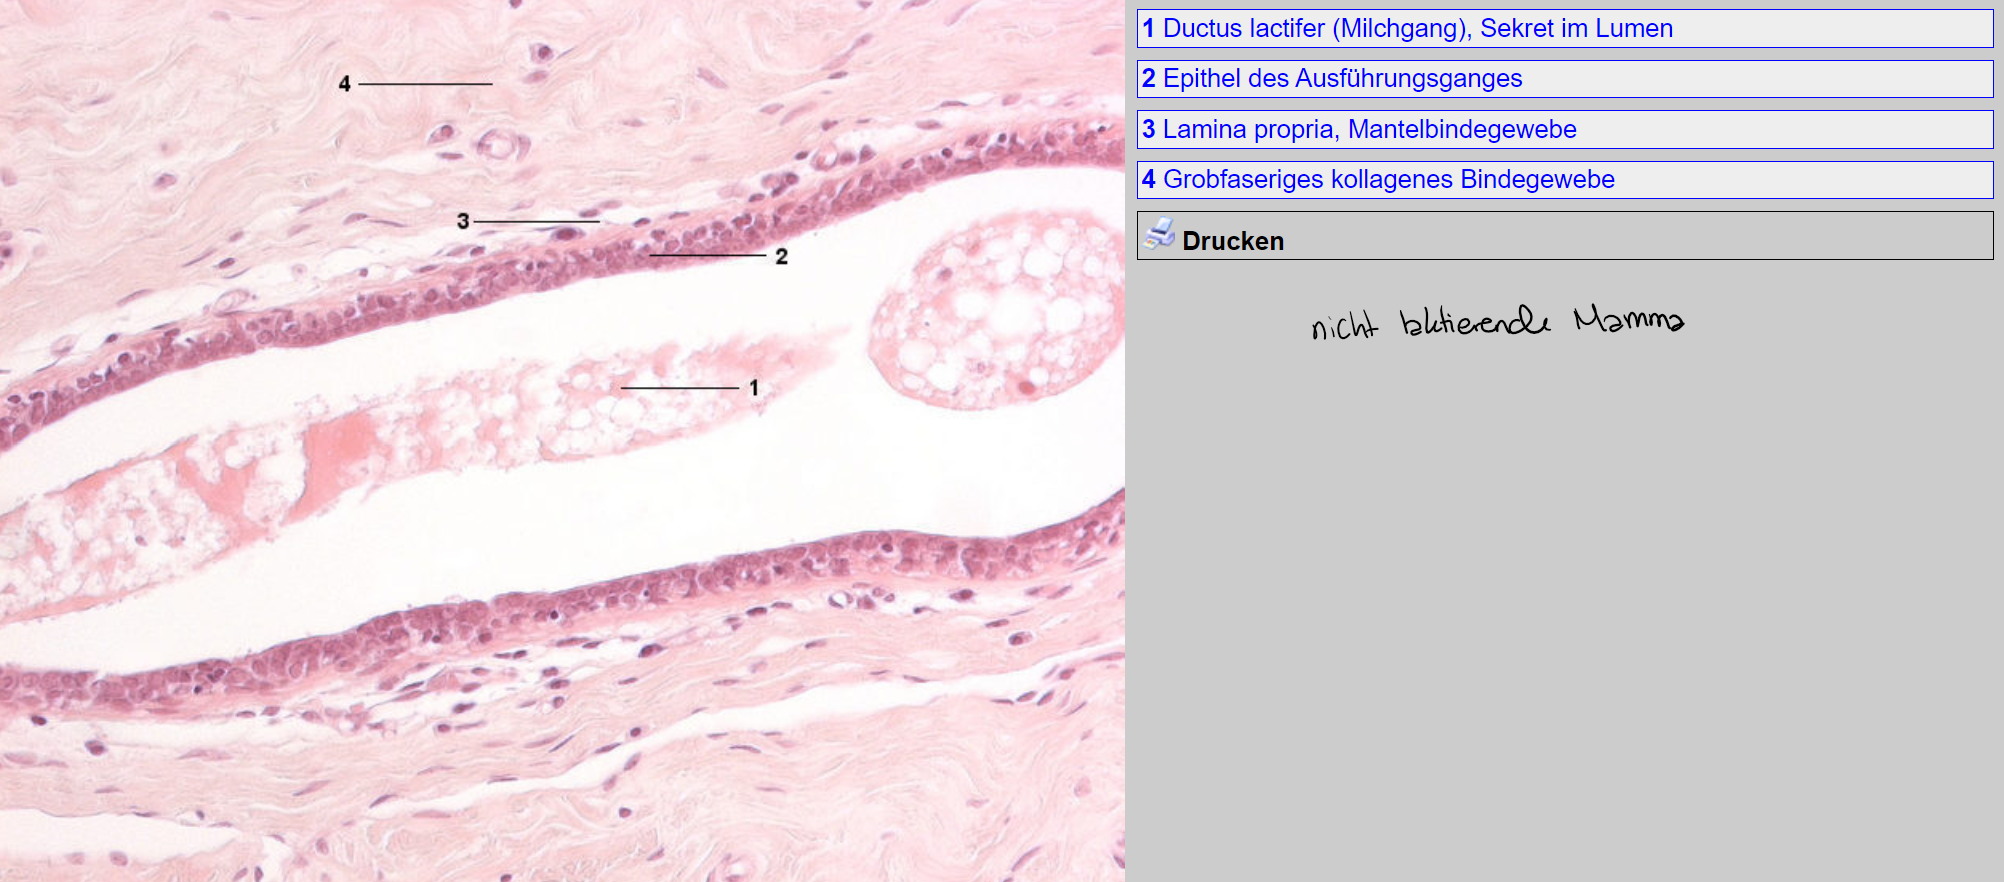 4
3
2
1
1 Ductus lactifer (Milchgang), Sekret im Lumen
2 Epithel des Ausführungsganges
3 Lamina propria, Mantelbindegewebe
4 Grobfaseriges kollagenes Bindegewebe
Drucken
nicht laktierende Mamma